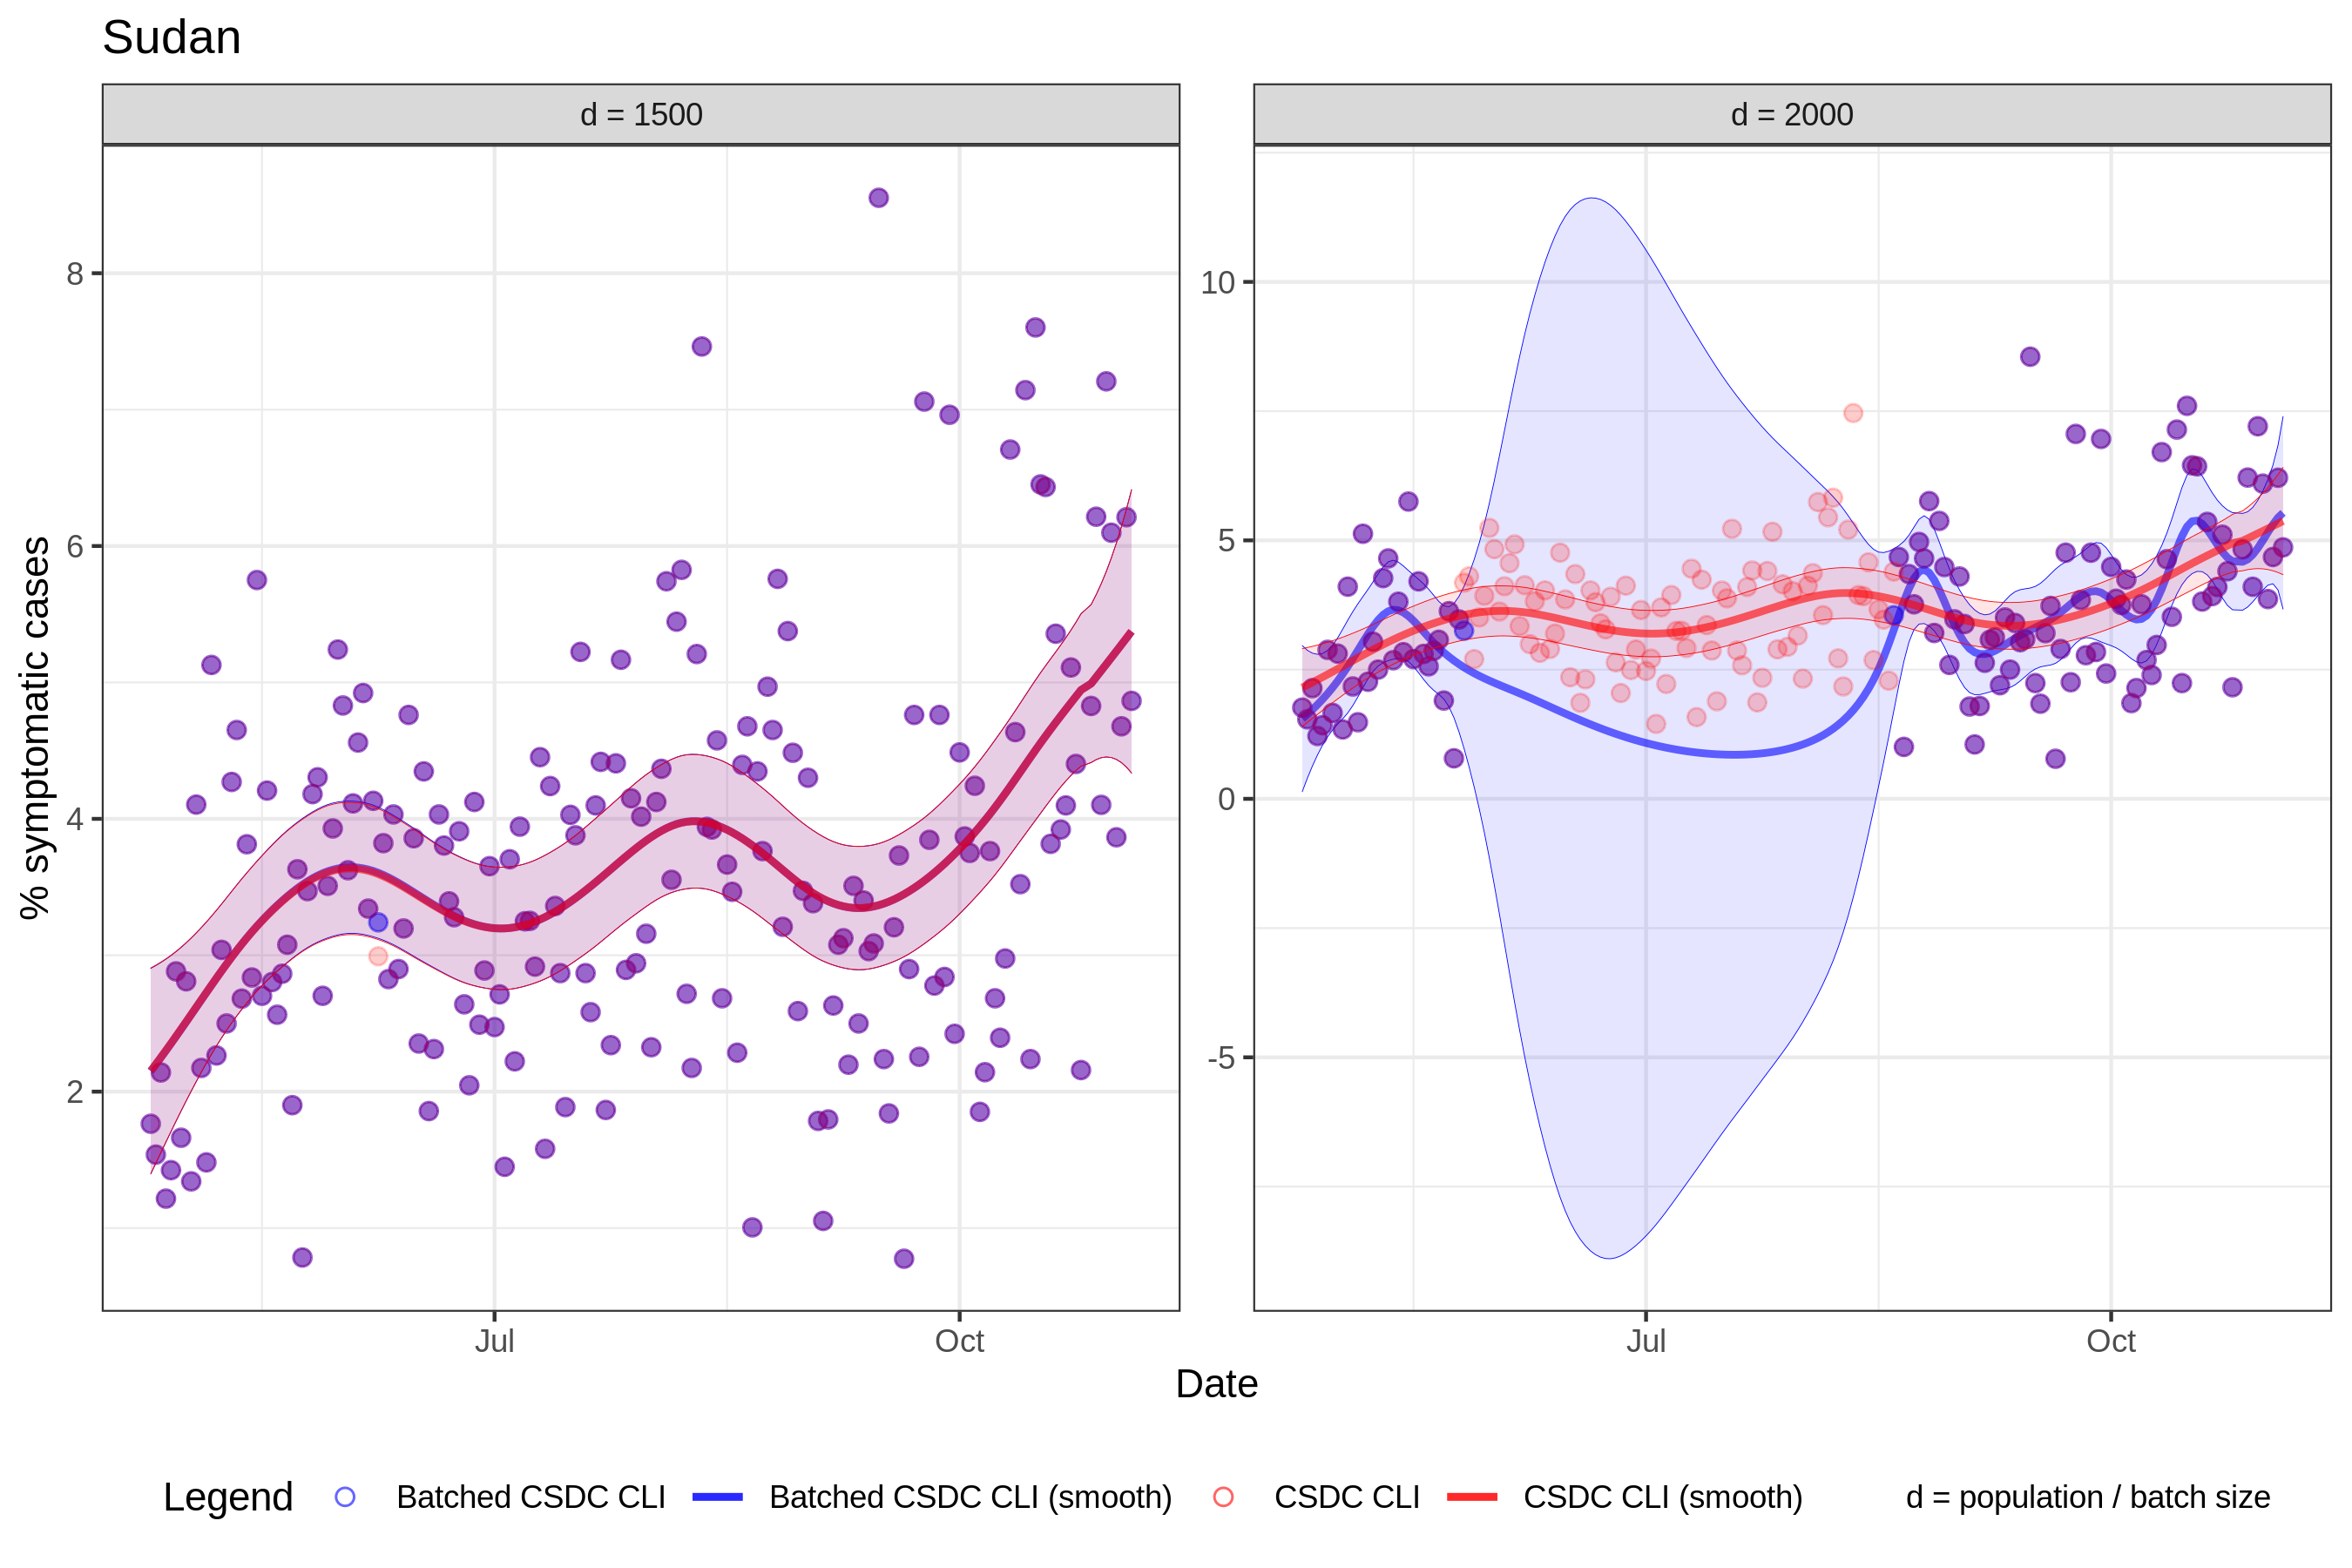 Sudan
d = 1500
d = 2000
% symptomatic cases
8
6
4
2
10
5
0
-5
Jul
Oct
Jul
Oct
Date
Legend
Batched CSDC CLI
Batched CSDC CLI (smooth)
CSDC CLI
CSDC CLI (smooth)
d = population / batch size